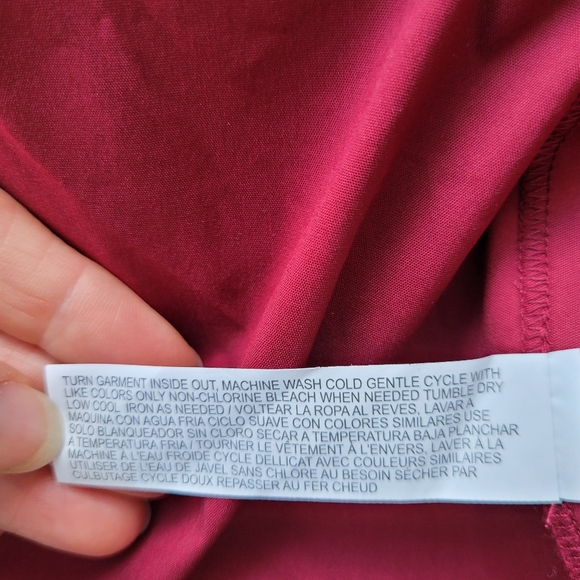 TURN GARMENT INSIDE OUT, MACHINE WASH COLD GENTLE CYCLE WITH
LIKE COLORS ONLY NON-CHLORINE BLEACH WHEN NEEDED TUMBLE DRY
LOW COOL IRON AS NEEDED / VOLTEAR LA ROPA AL REVES, LAVAR A
MAQUINA CON AGUA FRIA CICLO SUAVE CON COLORES SIMILARES USE
SOLO BLANQUEADOR SIN CLORO SECAR A TEMPERATURA BAJA PLANCHAR
A TEMPERATURA FRIA / TOURNER LE VÊTEMENT À L'ENVERS, LAVER À LA
MACHINE A L'EAU FROIDE CYCLE DELLICAT AVEC COULEURS SIMILAIRES
UTILISER DE L'EAU DE JAVEL SANS CHLORE AU BESOIN SÉCHER PAR
CULBUTAGE CYCLE DOUX REPASSER AU FER CHEUD